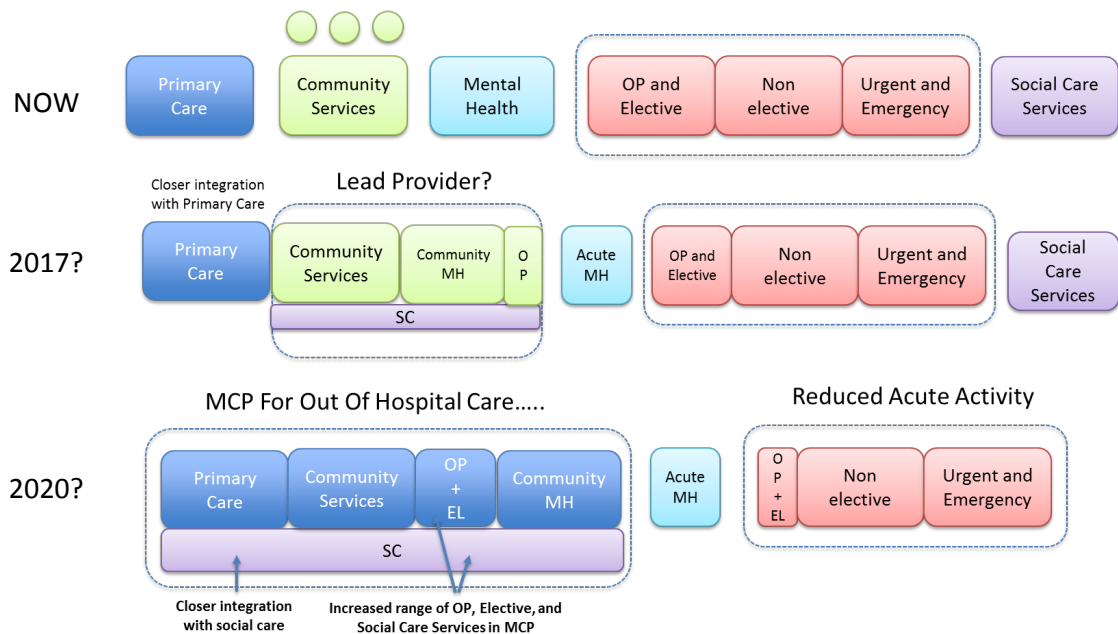 NOW
Primary
Care
Community
Services
Mental
Health
OP and
Elective
Non
elective
Urgent and
Emergency
Social Care
Services
2017?
Closer integration
with Primary Care
Lead Provider?
Primary
Care
Community
Services
Community
MH
O
P
SC
Acute
MH
OP and
Elective
Non
elective
Urgent and
Emergency
Social
Care
Services
2020?
MCP For Out Of Hospital Care…..
Primary
Care
Community
Services
OP
+
EL
Community
MH
SC
Closer integration
with social care
Increased range of OP, Elective, and
Social Care Services in MCP
Acute
MH
Reduced Acute Activity
O
P
+
EL
Non
elective
Urgent and
Emergency